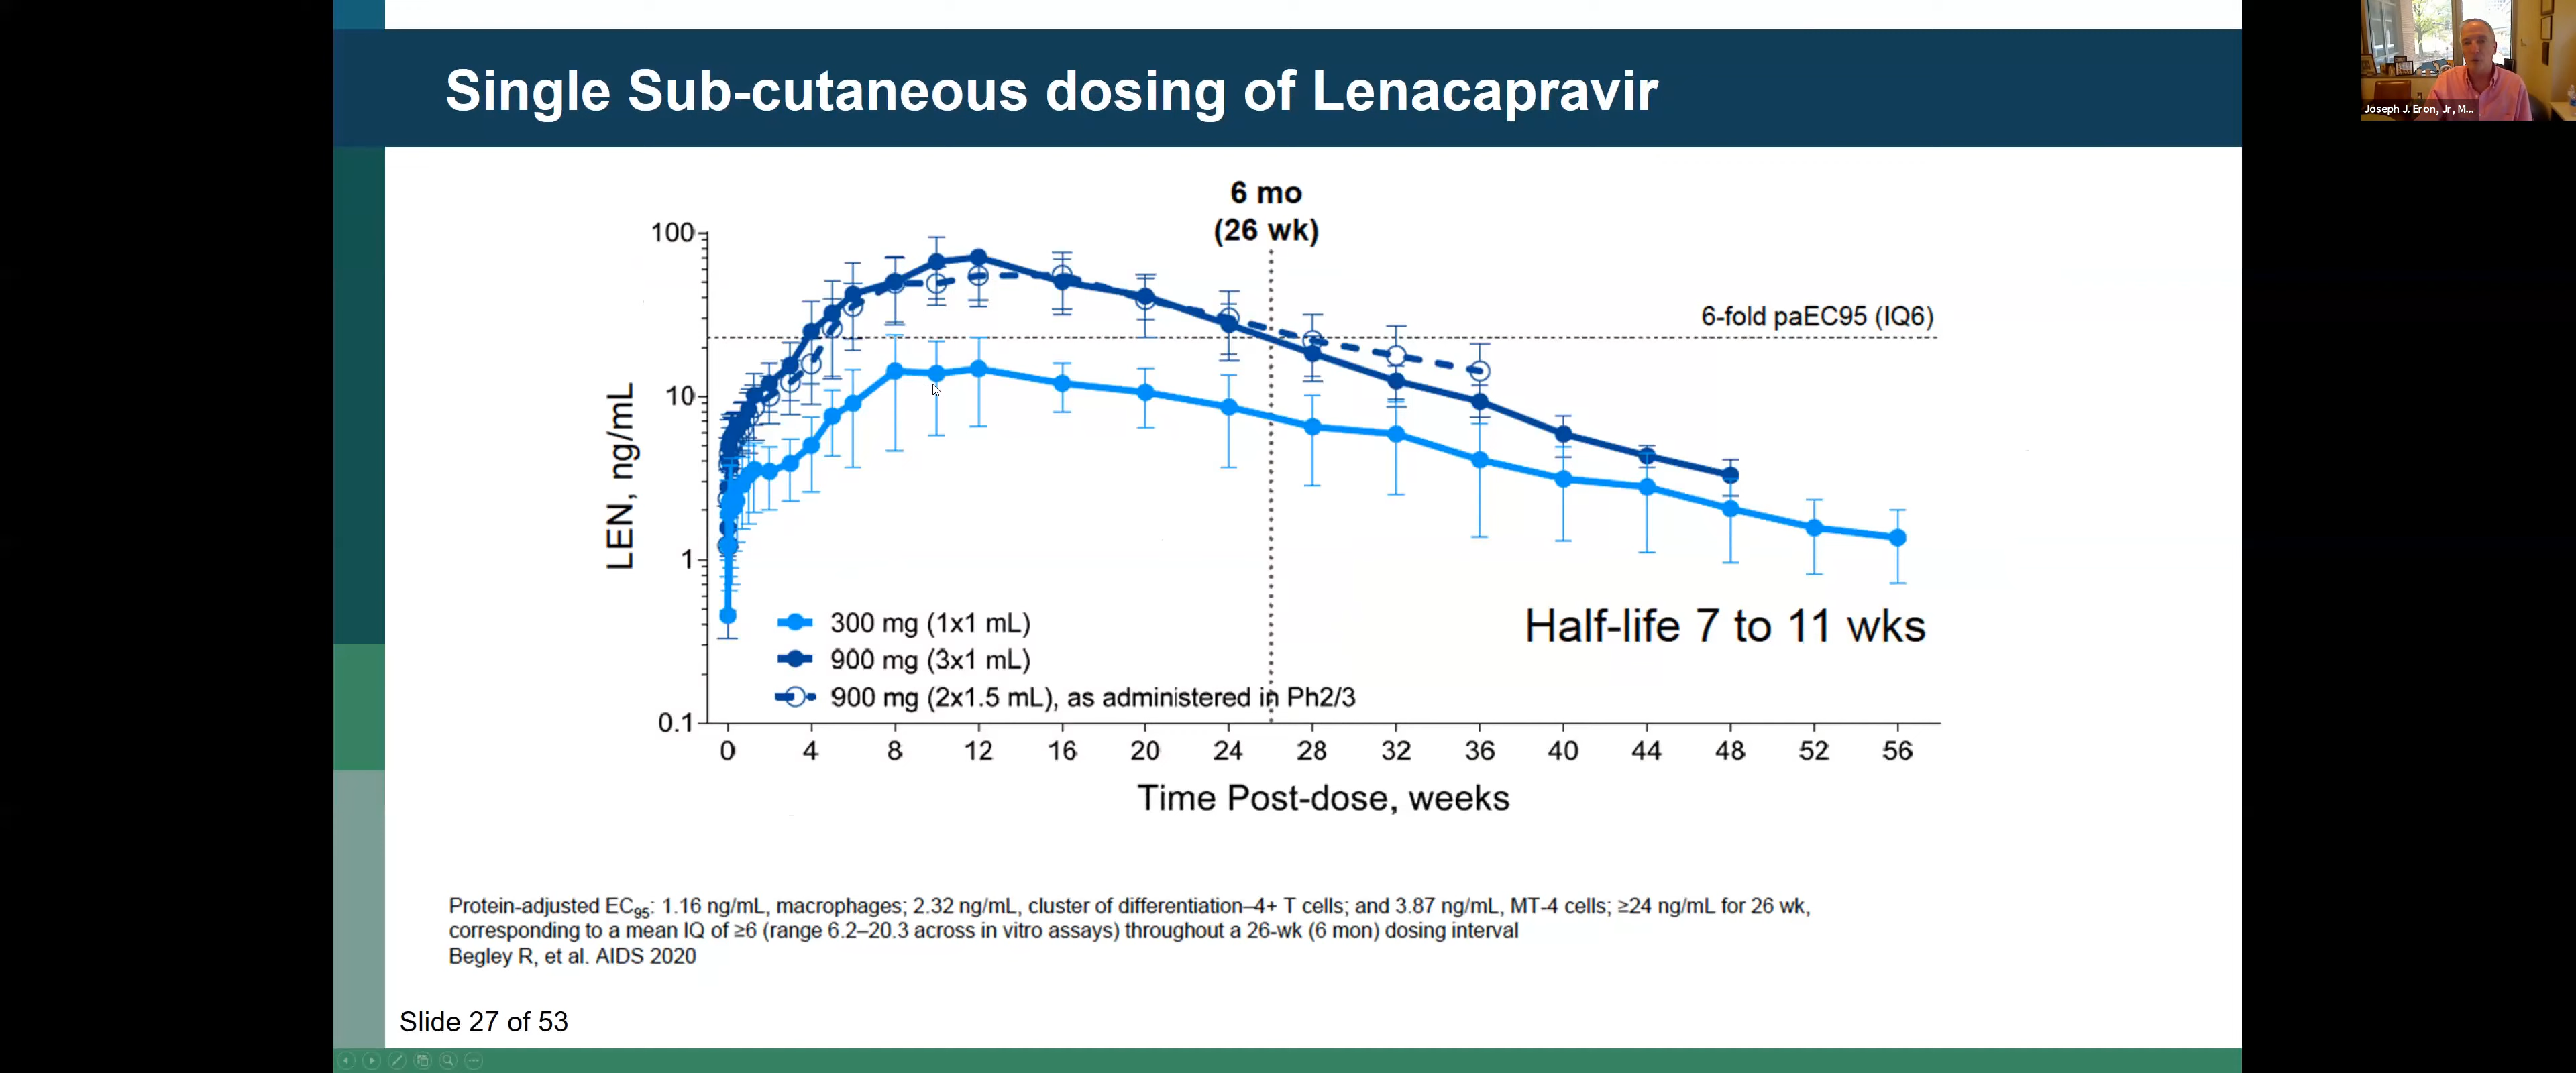 Single Sub-cutaneous dosing of Lenacapravir
Joseph J. Eron, Jr, M...
6 mo
(26 wk)
100
10
1
0.1
LEN, ng/mL
6-fold paEC95 (IQ6)
Half-life 7 to 11 wks
300 mg (1x1 mL)
900 mg (3x1 mL)
900 mg (2x1.5 mL), as administered in Ph2/3
0 4 8 12 16 20 24 28 32 36 40 44 48 52 56
Time Post-dose, weeks
Protein-adjusted EC95: 1.16 ng/mL, macrophages; 2.32 ng/mL, cluster of differentiation–4+ T cells; and 3.87 ng/mL, MT-4 cells; ≥24 ng/mL for 26 wk,
corresponding to a mean IQ of ≥6 (range 6.2–20.3 across in vitro assays) throughout a 26-wk (6 mon) dosing interval
Begley R, et al. AIDS 2020
Slide 27 of 53